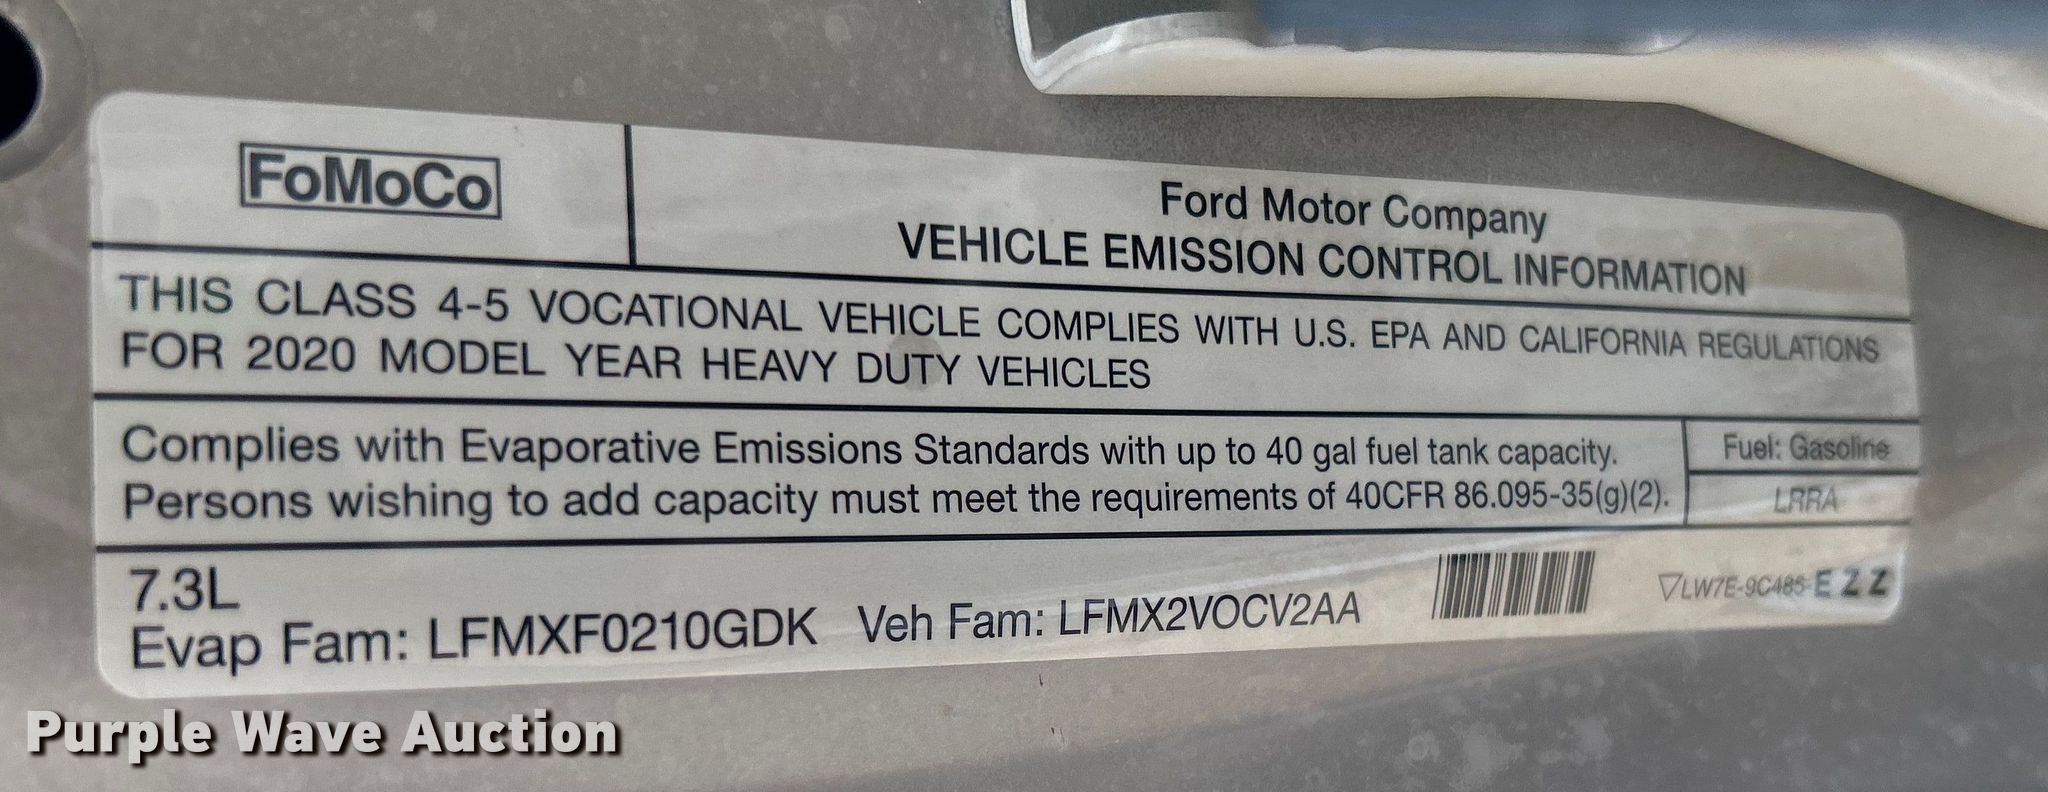 FoMoCo
Ford Motor Company
VEHICLE EMISSION CONTROL INFORMATION
THIS CLASS 4-5 VOCATIONAL VEHICLE COMPLIES WITH U.S. EPA AND CALIFORNIA REGULATIONS
FOR 2020 MODEL YEAR HEAVY DUTY VEHICLES
Complies with Evaporative Emissions Standards with up to 40 gal fuel tank capacity.
Persons wishing to add capacity must meet the requirements of 40CFR 86.095-35(g)(2).
Fuel: Gasoline
LRRA
7.3L
Evap Fam: LFMXF0210GDK Veh Fam: LFMX2VOCV2AA
▽LW7E-9C485-EZZ
Purple Wave Auction